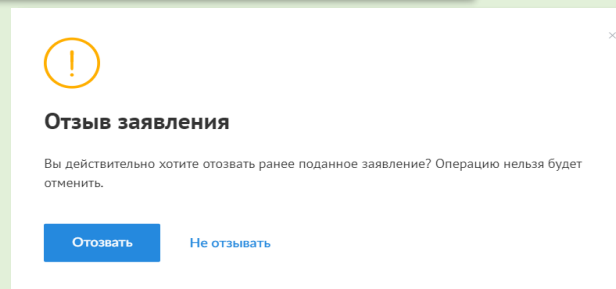 Отзыв заявления
Вы действительно хотите отозвать ранее поданное заявление? Операцию нельзя будет
отменить.
Отозвать Не отзывать